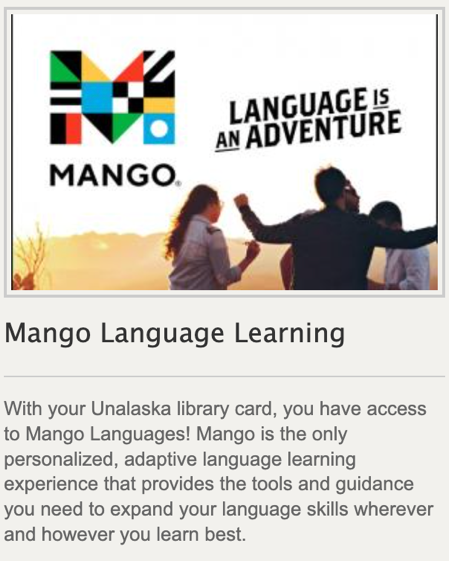 LANGUAGE IS
AN ADVENTURE
MANGO®
Mango Language Learning
With your Unalaska library card, you have access
to Mango Languages! Mango is the only
personalized, adaptive language learning
experience that provides the tools and guidance
you need to expand your language skills wherever
and however you learn best.